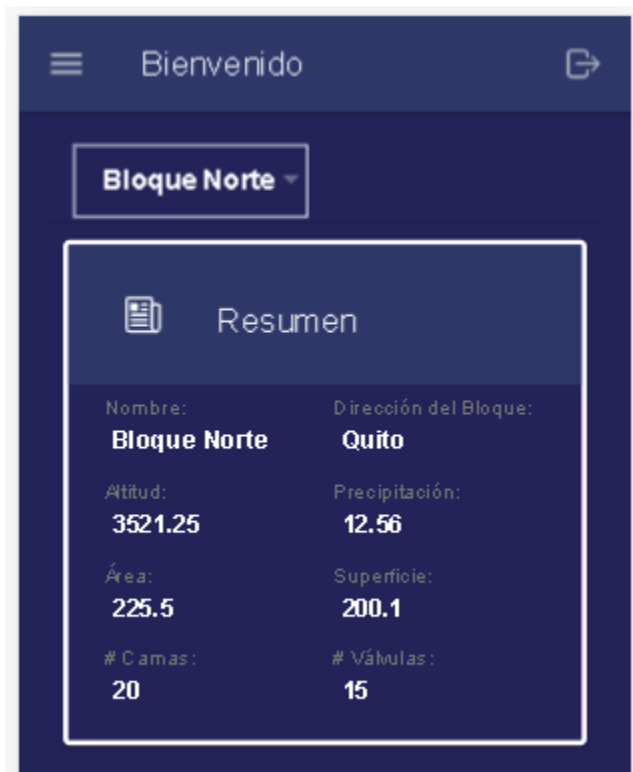 Bienvenido
Bloque Norte
Resumen
Nombre: Dirección del Bloque:
Bloque Norte Quito
Altitud: Precipitación:
3521.25 12.56
Área: Superficie:
225.5 200.1
# Camas: # Válvulas:
20 15